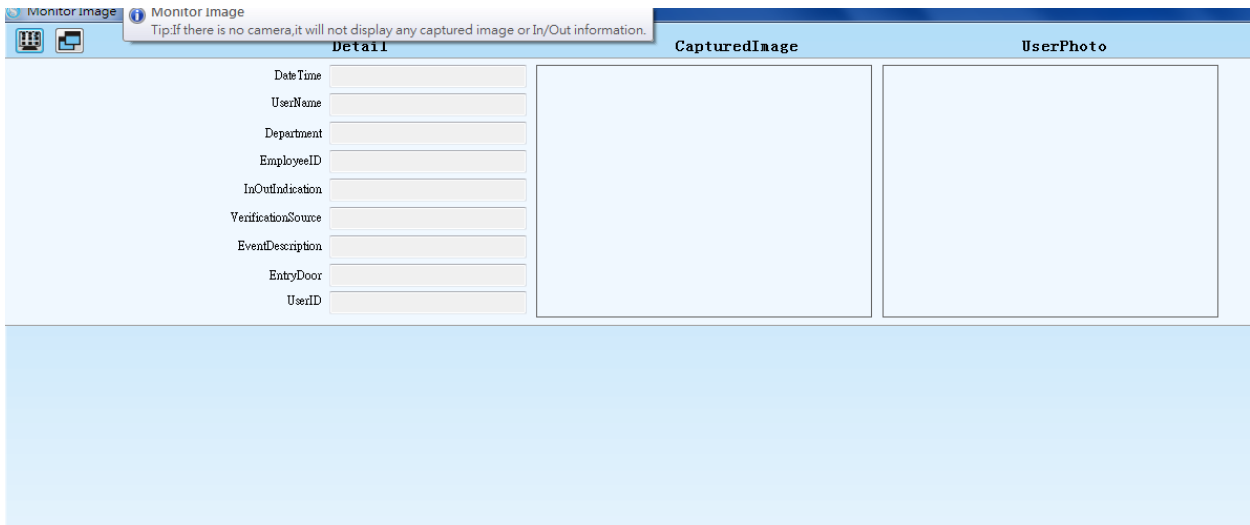 Monitor Image
Monitor Image
Tip:If there is no camera,it will not display any captured image or In/Out information.
Detail
CapturedImage
UserPhoto
DateTime
UserName
Department
EmployeeID
InOutIndication
VerificationSource
EventDescription
EntryDoor
UserID